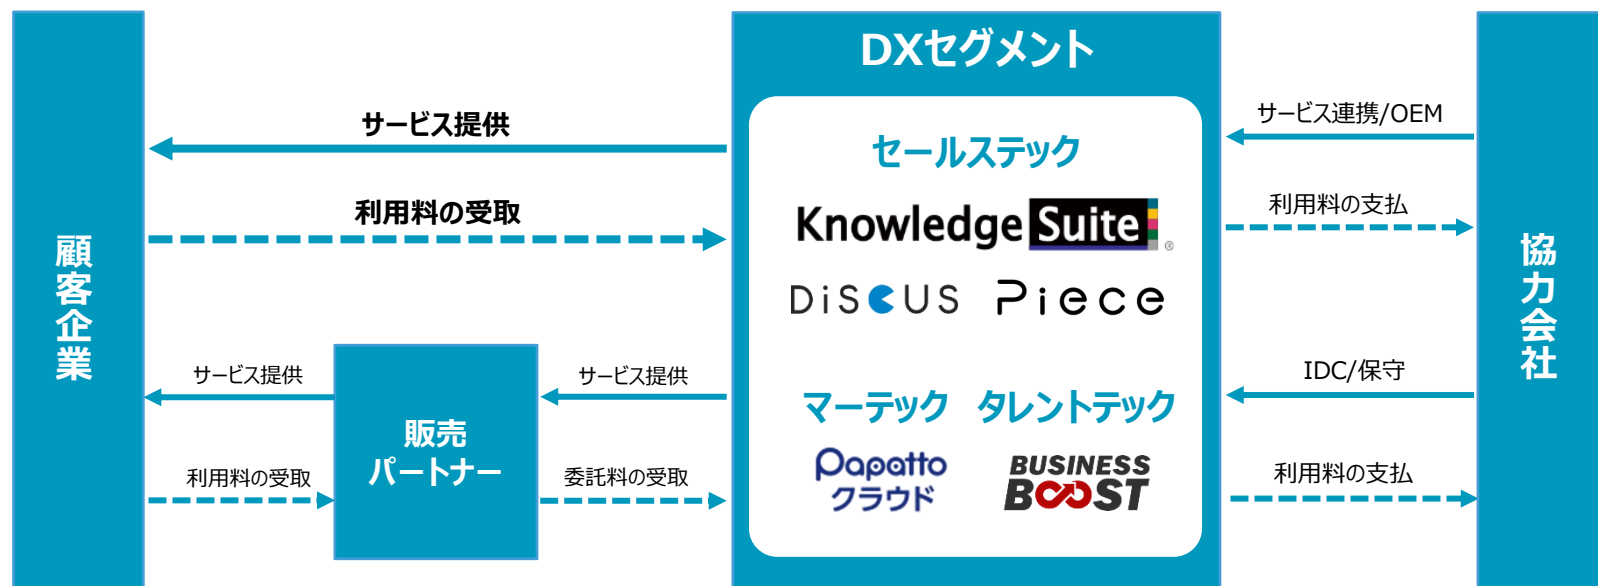 DXセグメント
顧客企業
サービス提供
利用料の受取
サービス提供
利用料の受取
販売
パートナー
サービス提供
委託料の受取
セールステック
Knowledge Suite ®
DiSCUS Piece
マーテック タレントテック
Papatto
クラウド
BUSINESS
BOOST
サービス連携/OEM
利用料の支払
IDC/保守
利用料の支払
協力会社